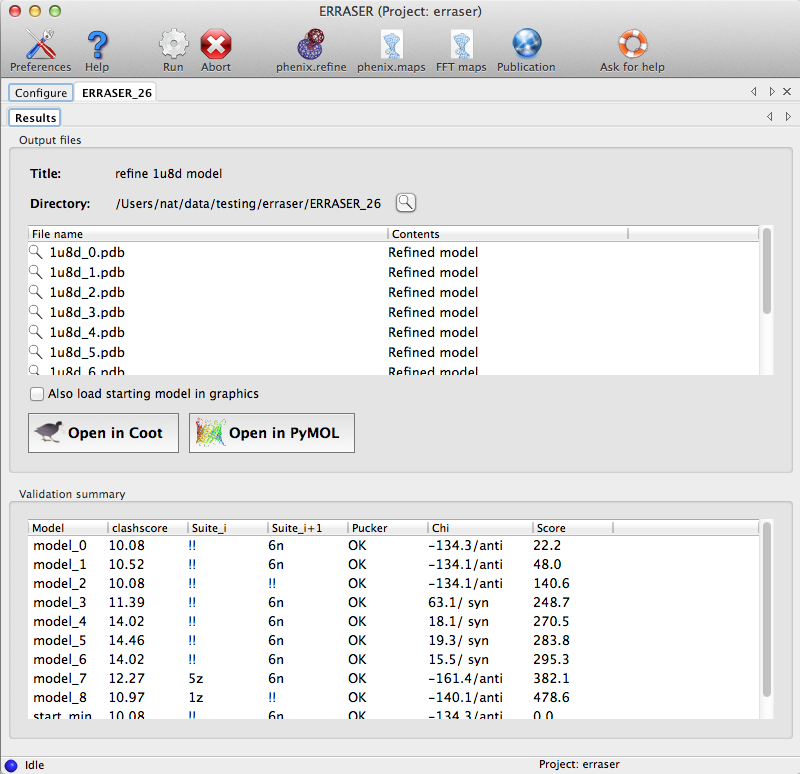 ERRASER (Project: erraser)
Preferences Help Run Abort phenix.refine phenix.maps FFT maps Publication Ask for help
Configure ERRASER_26
Results
Output files
Title: refine 1u8d model
Directory: /Users/nat/data/testing/erraser/ERRASER_26
File name Contents
1u8d_0.pdb Refined model
1u8d_1.pdb Refined model
1u8d_2.pdb Refined model
1u8d_3.pdb Refined model
1u8d_4.pdb Refined model
1u8d_5.pdb Refined model
1u8d_6.pdb Refined model
Also load starting model in graphics
Open in Coot Open in PyMOL
Validation summary
Model clashscore Suite_i Suite_i+1 Pucker Chi Score
model_0 10.08 !! 6n OK -134.3/anti 22.2
model_1 10.52 !! 6n OK -134.1/anti 48.0
model_2 10.08 !! !! OK -134.1/anti 140.6
model_3 11.39 !! 6n OK 63.1/ syn 248.7
model_4 14.02 !! 6n OK 18.1/ syn 270.5
model_5 14.46 !! 6n OK 19.3/ syn 283.8
model_6 14.02 !! 6n OK 15.5/ syn 295.3
model_7 12.27 5z 6n OK -161.4/anti 382.1
model_8 10.97 1z !! OK -140.1/anti 478.6
start_min 10.08 !! 6n OK -134.3/anti 0.0
Idle Project: erraser